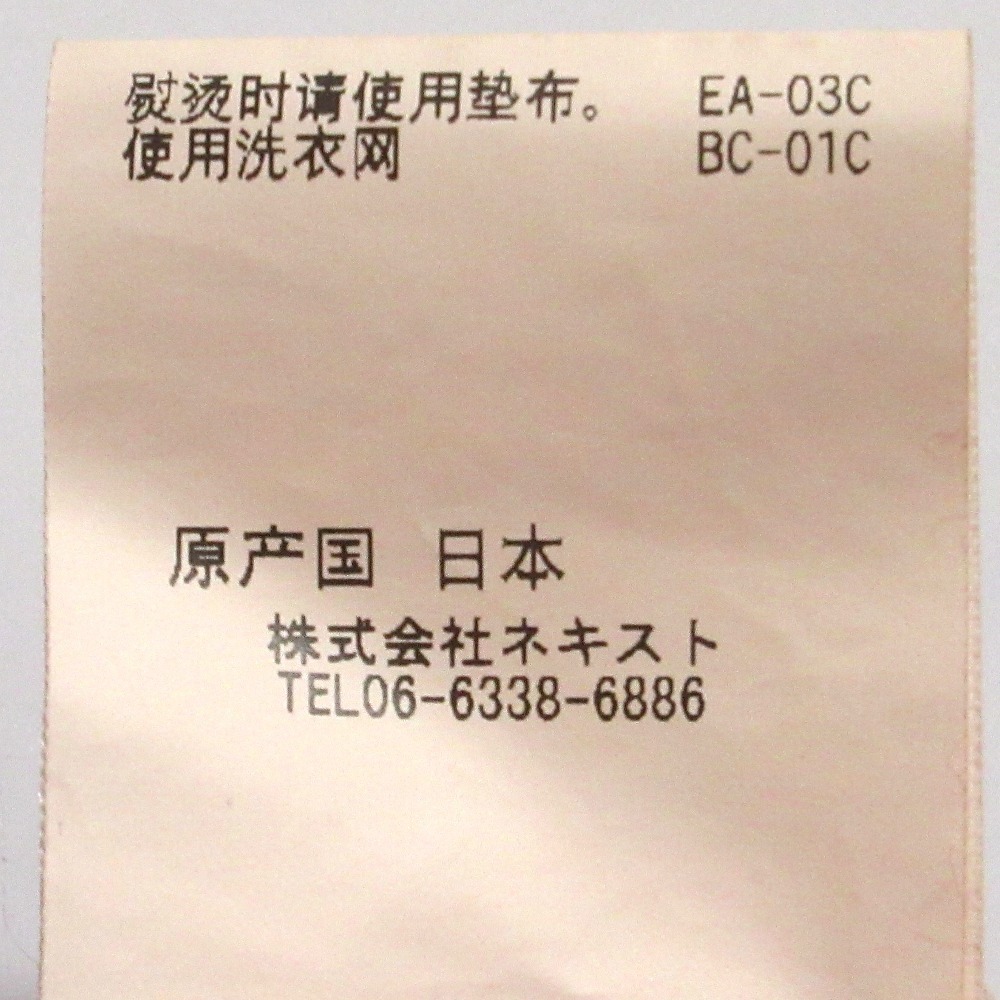 熨烫时请使用垫布。 EA-03C
使用洗衣网 BC-01C
原产国 日本
株式会社ネキスト
TEL06-6338-6886